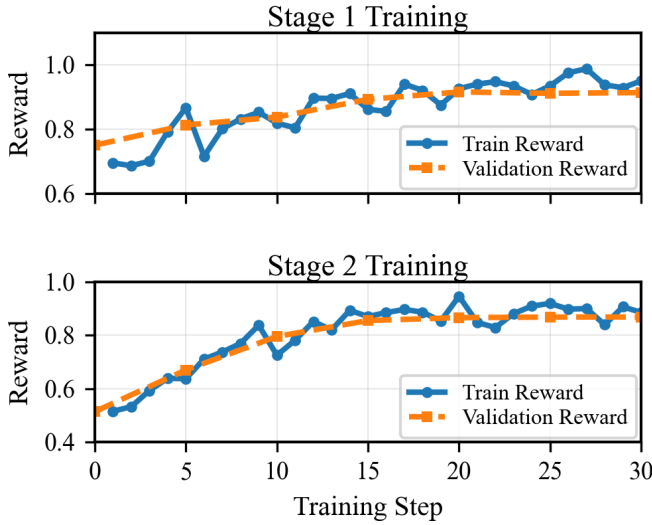 Stage 1 Training
1.0
0.8
0.6
Reward
Train Reward
Validation Reward
Stage 2 Training
1.0
0.8
0.6
0.4
Reward
Train Reward
Validation Reward
0 5 10 15 20 25 30
Training Step